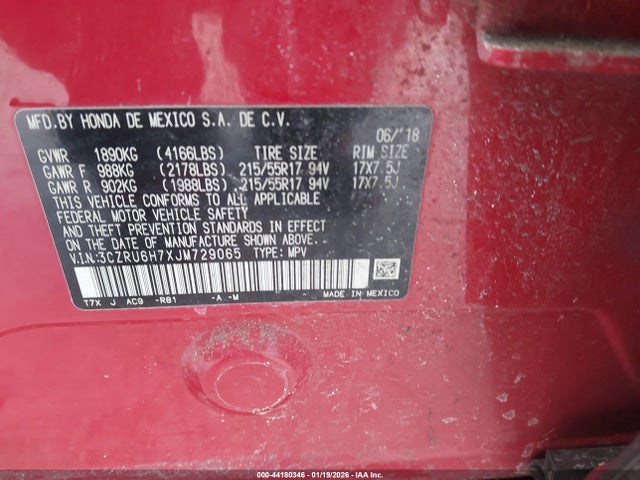 MFD.BY HONDA DE MEXICO S.A. DE C.V.
06/'18
GVWR 1890KG (4166LBS) TIRE SIZE RIM SIZE
GAWR F 988KG (2178LBS) 215/55R17 94V 17X7.5J
GAWR R 902KG (1988LBS) 215/55R17 94V 17X7.5J
THIS VEHICLE CONFORMS TO ALL APPLICABLE
FEDERAL MOTOR VEHICLE SAFETY
AND THEFT PREVENTION STANDARDS IN EFFECT
ON THE DATE OF MANUFACTURE SHOWN ABOVE.
V.I.N.:3CZRU6H7XJM729065 TYPE: MPV
T7X J AC9 -R81 -A -M MADE IN MEXICO
000-44180346 - 01/19/2026 - IAA Inc.